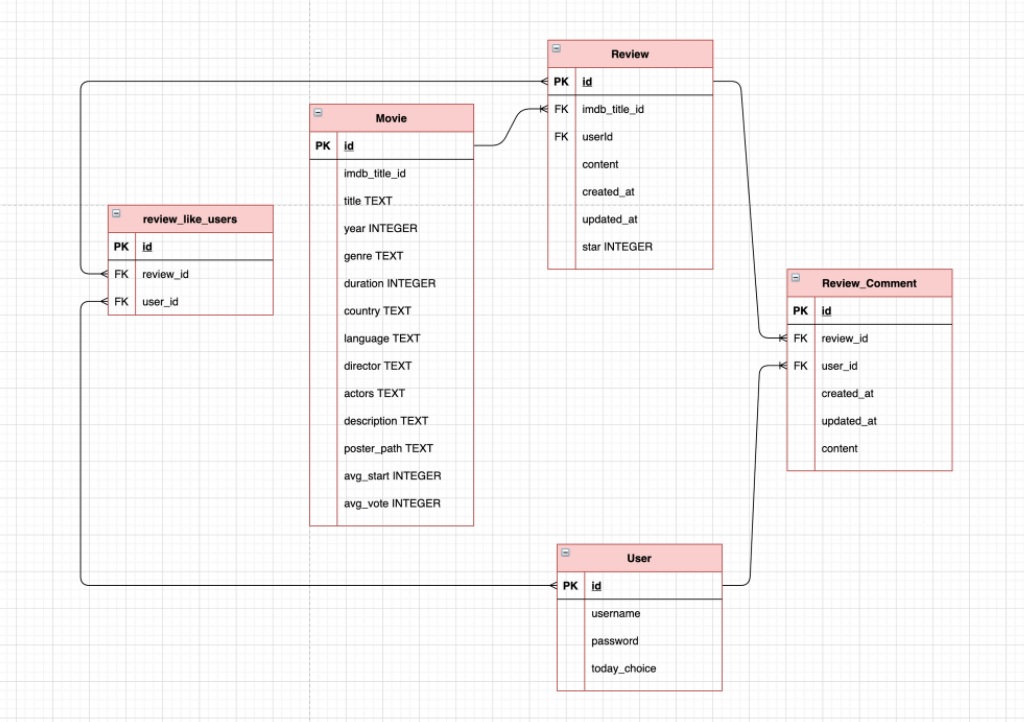 Review
PK id
FK imdb_title_id
FK userId
content
created_at
updated_at
star INTEGER
Movie
PK id
imdb_title_id
title TEXT
year INTEGER
genre TEXT
duration INTEGER
country TEXT
language TEXT
director TEXT
actors TEXT
description TEXT
poster_path TEXT
avg_start INTEGER
avg_vote INTEGER
review_like_users
PK id
FK review_id
FK user_id
Review_Comment
PK id
FK review_id
FK user_id
created_at
updated_at
content
User
PK id
username
password
today_choice